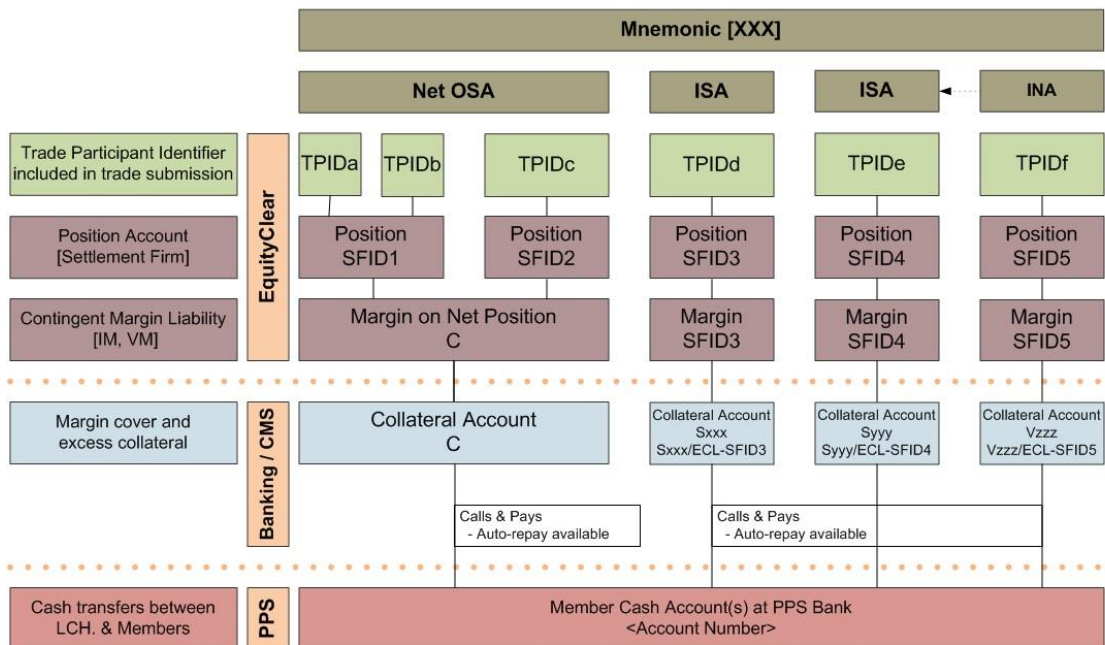 Mnemonic [XXX]
Net OSA
ISA
ISA
INA
Trade Participant Identifier
included in trade submission
EquityClear
TPIDa
TPIDb
TPIDc
TPIDd
TPIDe
TPIDf
Position Account
[Settlement Firm]
Position
SFID1
Position
SFID2
Position
SFID3
Position
SFID4
Position
SFID5
Contingent Margin Liability
[IM, VM]
Margin on Net Position
C
Margin
SFID3
Margin
SFID4
Margin
SFID5
Margin cover and
excess collateral
Banking / CMS
Collateral Account
C
Collateral Account
Sxxx
Sxxx/ECL-SFID3
Collateral Account
Syyy
Syyy/ECL-SFID4
Collateral Account
Vzzz
Vzzz/ECL-SFID5
Calls & Pays
- Auto-repay available
Calls & Pays
- Auto-repay available
Cash transfers between
LCH. & Members
PPS
Member Cash Account(s) at PPS Bank
<Account Number>